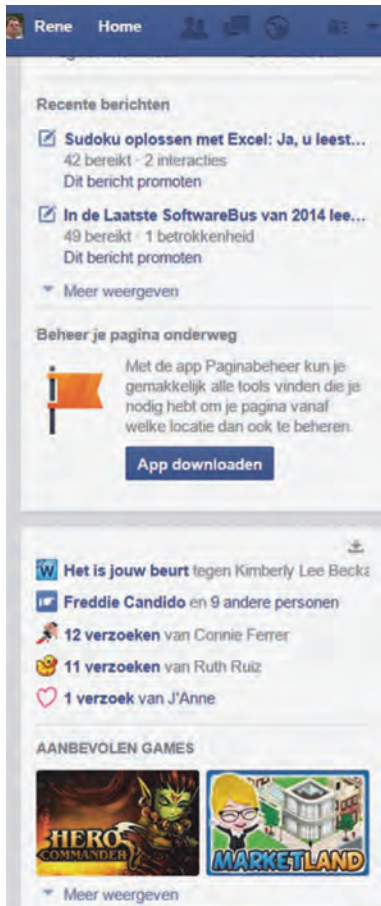 Rene Home
Recente berichten
Sudoku oplossen met Excel: Ja, u leest...
42 bereikt · 2 interacties
Dit bericht promoten
In de Laatste SoftwareBus van 2014 lee...
49 bereikt · 1 betrokkenheid
Dit bericht promoten
Meer weergeven
Beheer je pagina onderweg
Met de app Paginabeheer kun je
gemakkelijk alle tools vinden die je
nodig hebt om je pagina vanaf
welke locatie dan ook te beheren.
App downloaden
Het is jouw beurt tegen Kimberly Lee Becka
Freddie Candido en 9 andere personen
12 verzoeken van Connie Ferrer
11 verzoeken van Ruth Ruiz
1 verzoek van J'Anne
AANBEVOLEN GAMES
HERO
COMMANDER
MARKETLAND
Meer weergeven